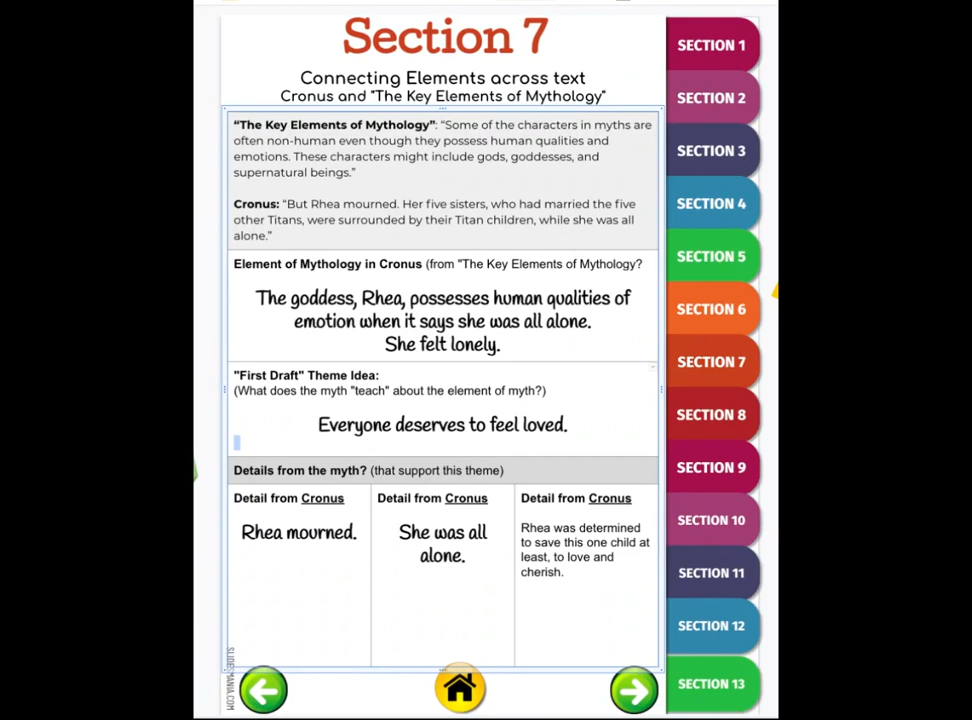 Section 7
Connecting Elements across text
Cronus and "The Key Elements of Mythology"
“The Key Elements of Mythology”: “Some of the characters in myths are
often non-human even though they possess human qualities and
emotions. These characters might include gods, goddesses, and
supernatural beings.”
Cronus: “But Rhea mourned. Her five sisters, who had married the five
other Titans, were surrounded by their Titan children, while she was all
alone.”
Element of Mythology in Cronus (from "The Key Elements of Mythology?
The goddess, Rhea, possesses human qualities of
emotion when it says she was all alone.
She felt lonely.
"First Draft" Theme Idea:
(What does the myth "teach" about the element of myth?)
Everyone deserves to feel loved.
Details from the myth? (that support this theme)
Detail from Cronus
Rhea mourned.
Detail from Cronus
She was all
alone.
Detail from Cronus
Rhea was determined
to save this one child at
least, to love and
cherish.
SLIDESMANIA.COM
SECTION 1
SECTION 2
SECTION 3
SECTION 4
SECTION 5
SECTION 6
SECTION 7
SECTION 8
SECTION 9
SECTION 10
SECTION 11
SECTION 12
SECTION 13